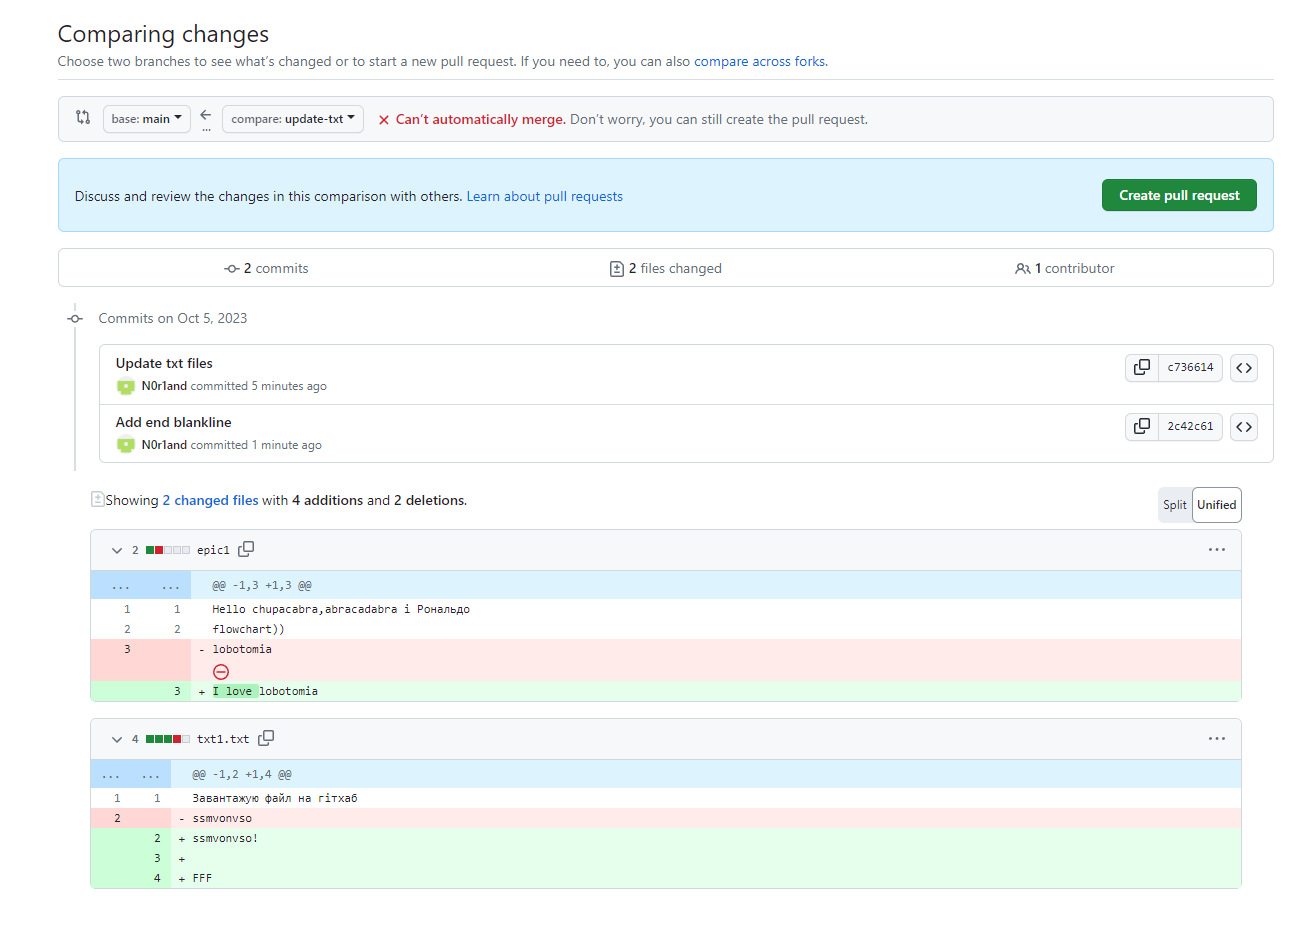 Comparing changes
Choose two branches to see what's changed or to start a new pull request. If you need to, you can also compare across forks.
base: main
...
compare: update-txt
Can't automatically merge. Don't worry, you can still create the pull request.
Discuss and review the changes in this comparison with others. Learn about pull requests
Create pull request
2 commits
2 files changed
1 contributor
Commits on Oct 5, 2023
Update txt files
N0r1and committed 5 minutes ago
c736614
Add end blankline
N0r1and committed 1 minute ago
2c42c61
Showing 2 changed files with 4 additions and 2 deletions.
Split Unified
2 epic1
... ... @@ -1,3 +1,3 @@
1 1 Hello chupacabra,abracadabra і Рональдо
2 2 flowchart))
3 - lobotomia
3 + I love lobotomia
4 txt1.txt
... ... @@ -1,2 +1,4 @@
1 1 Завантажую файл на гітхаб
2 - ssmvonvso
2 + ssmvonvso!
3 +
4 + FFF